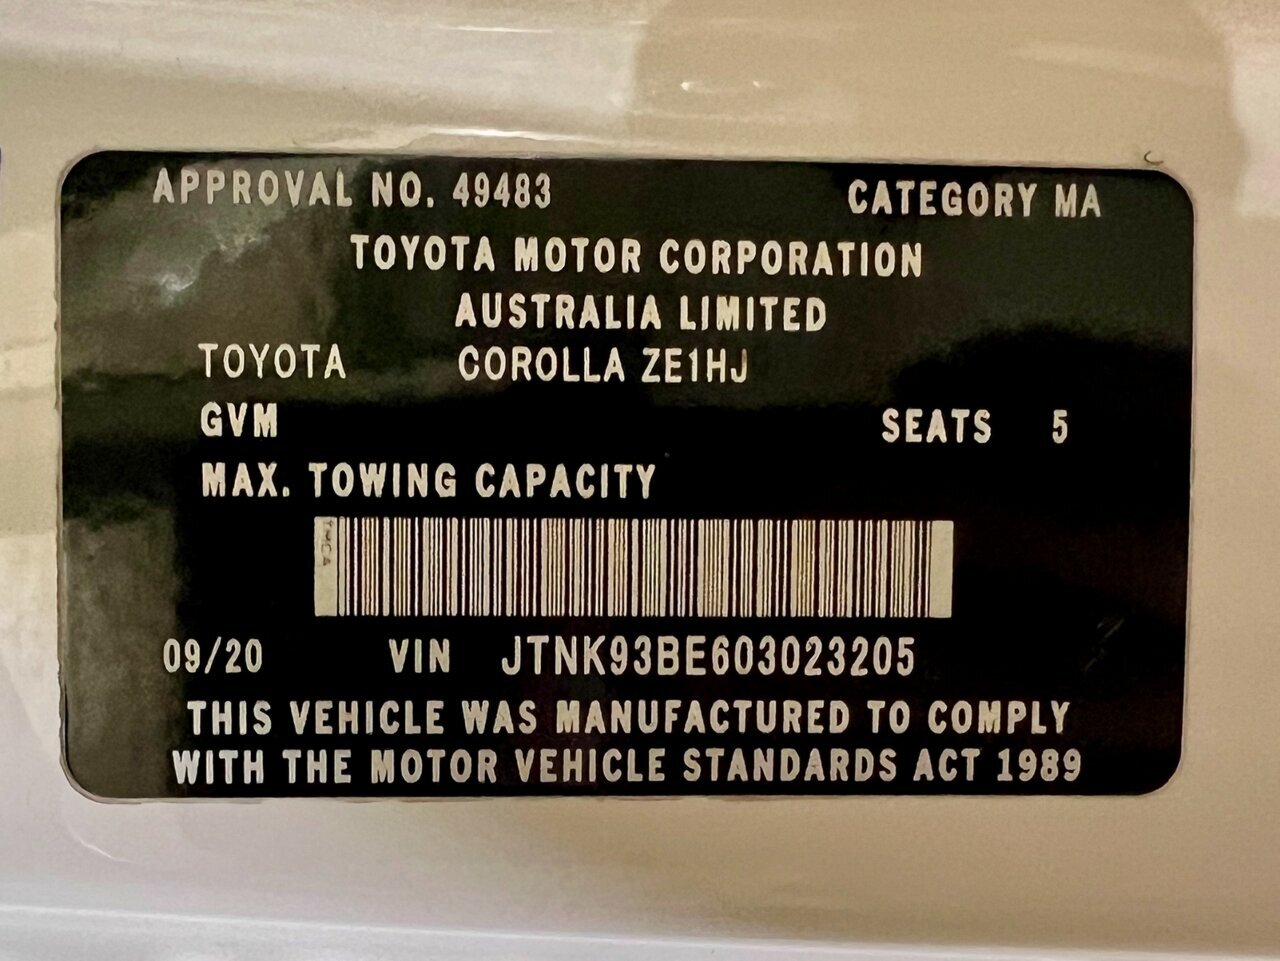 APPROVAL NO. 49483 CATEGORY MA
TOYOTA MOTOR CORPORATION
AUSTRALIA LIMITED
TOYOTA COROLLA ZE1HJ
GVM SEATS 5
MAX. TOWING CAPACITY
TMCA
09/20 VIN JTNK93BE603023205
THIS VEHICLE WAS MANUFACTURED TO COMPLY
WITH THE MOTOR VEHICLE STANDARDS ACT 1989